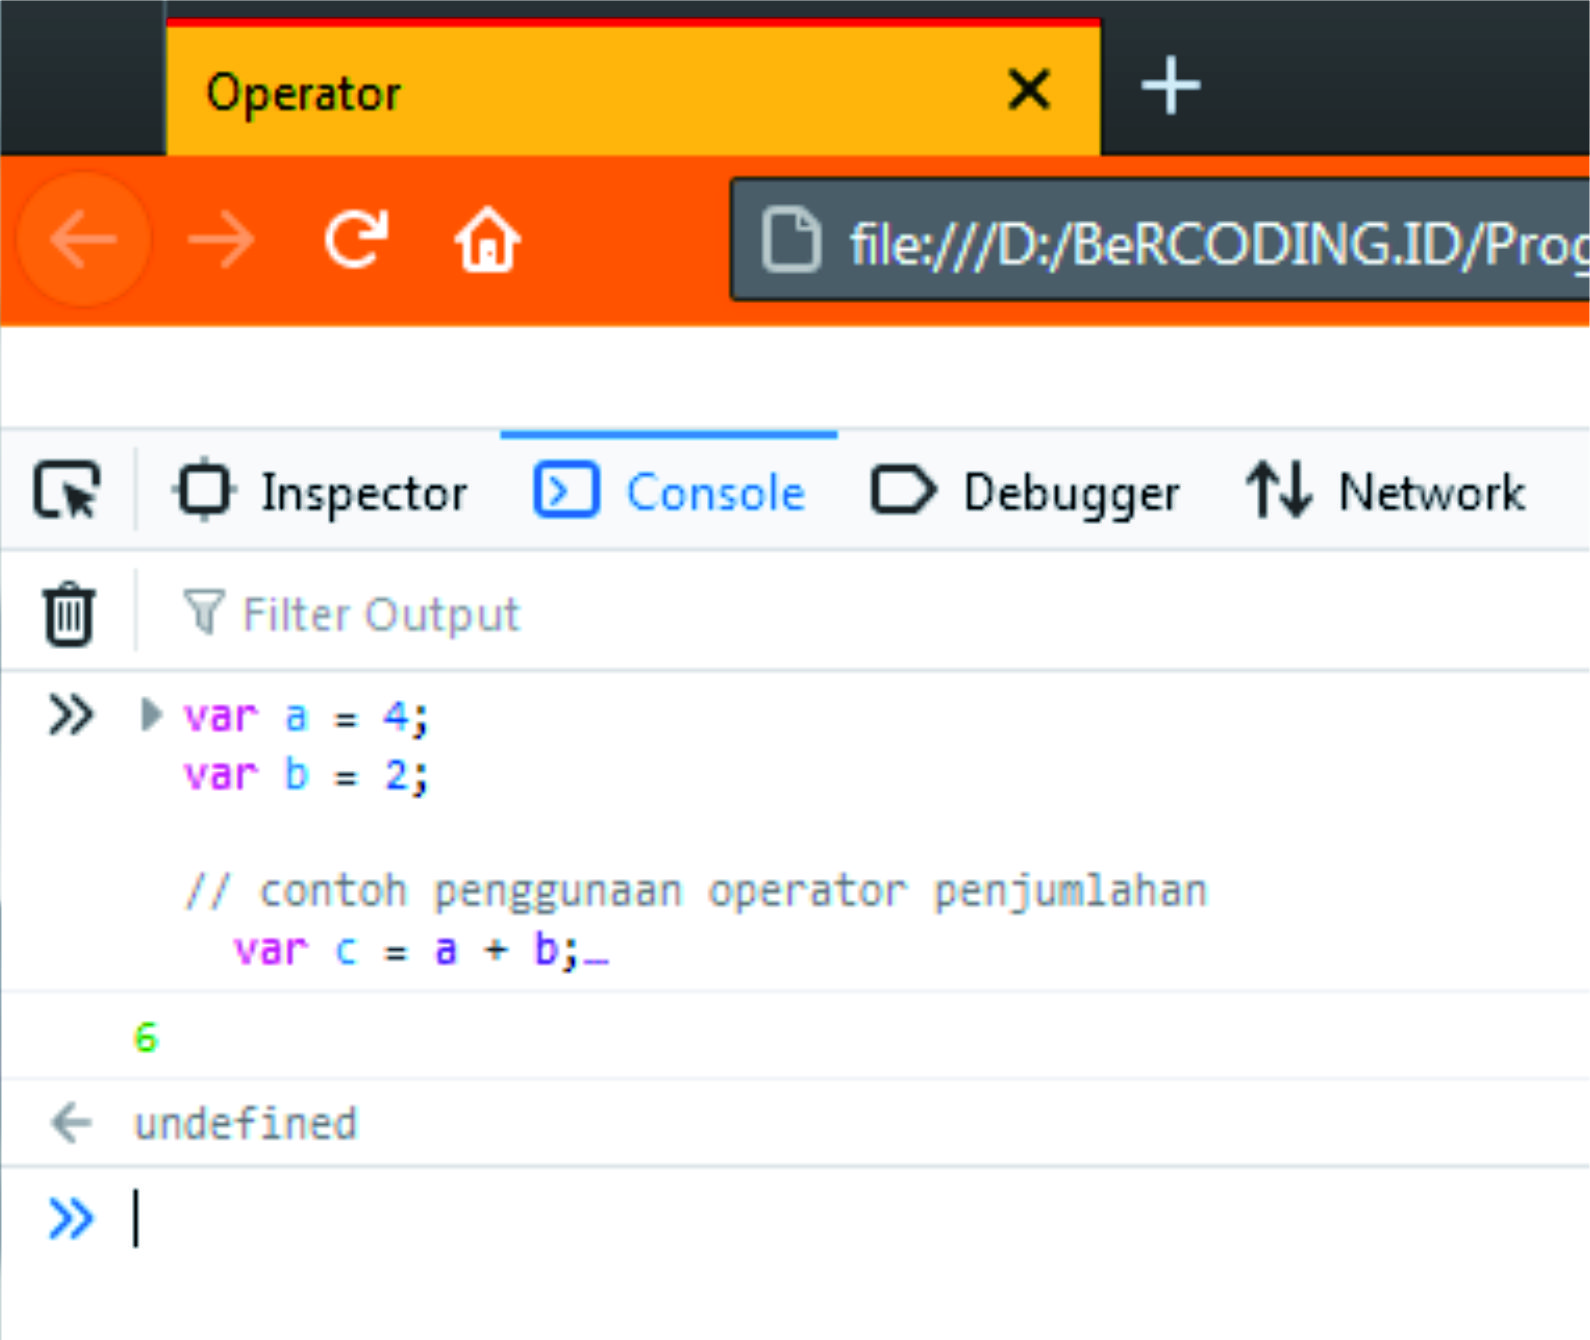 Operator
file:///D:/BeRCODING.ID/Prog
Inspector Console Debugger Network
Filter Output
var a = 4;
var b = 2;
// contoh penggunaan operator penjumlahan
var c = a + b;…
6
undefined